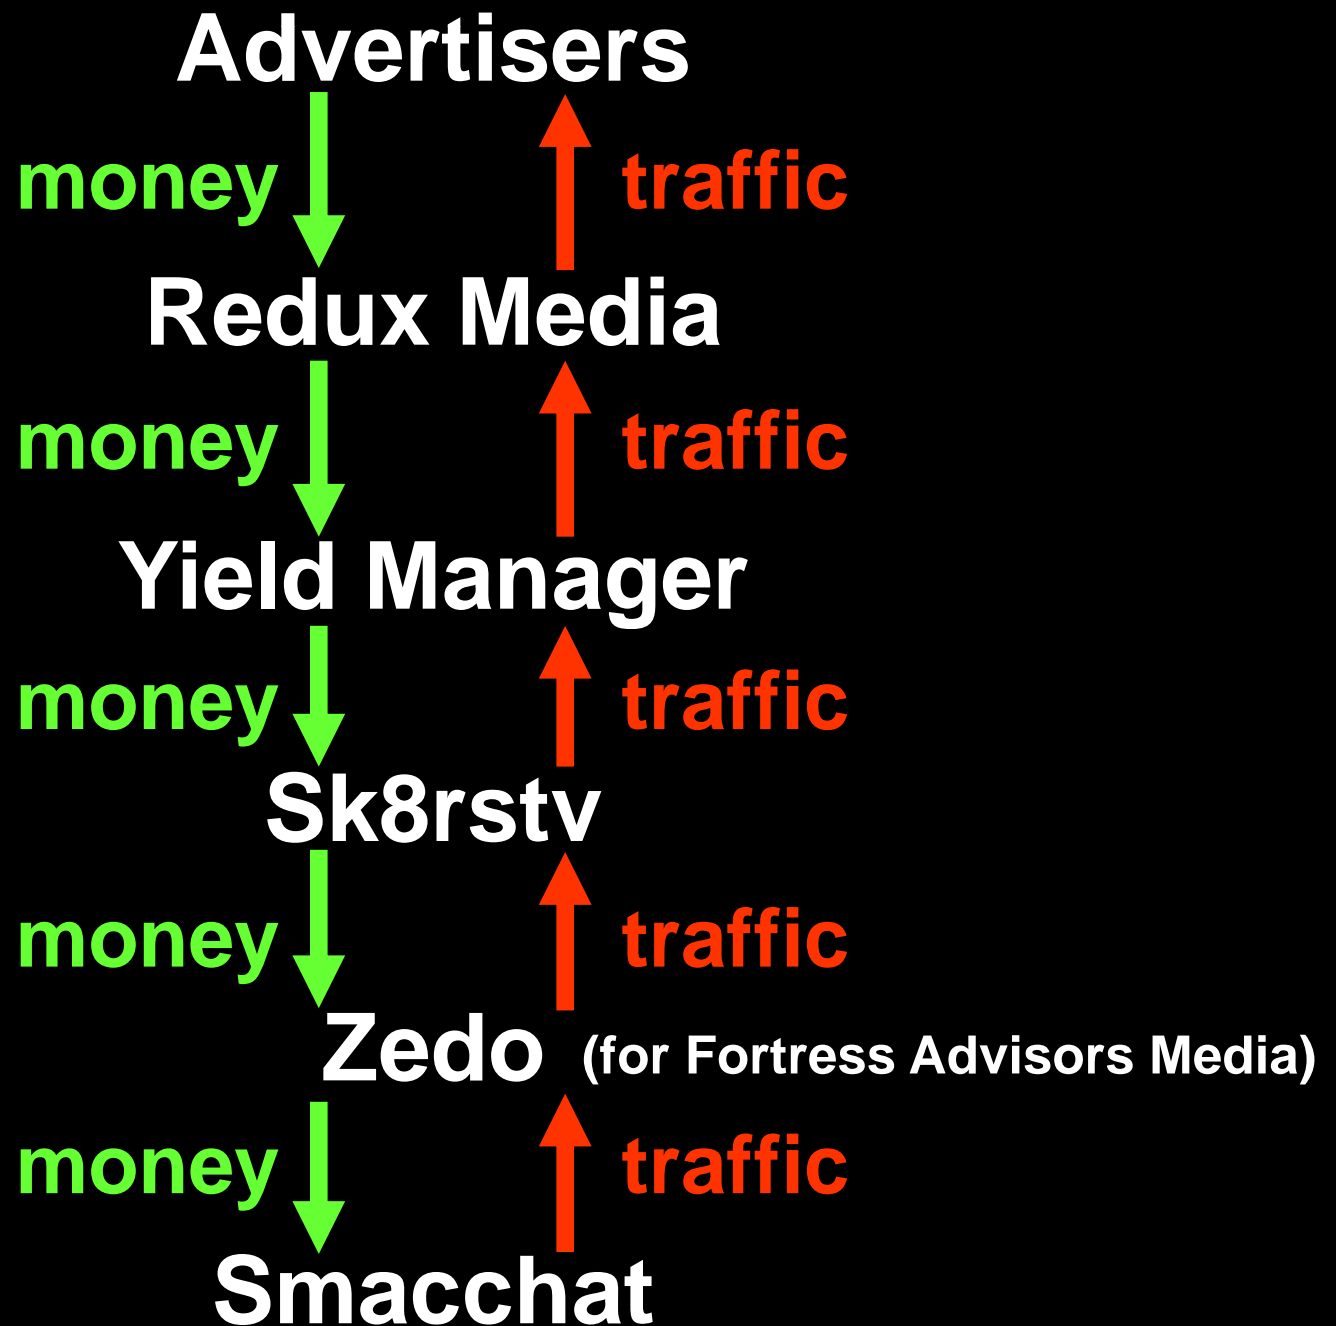 Advertisers
money traffic
Redux Media
money traffic
Yield Manager
money traffic
Sk8rstv
money traffic
Zedo (for Fortress Advisors Media)
money traffic
Smacchat